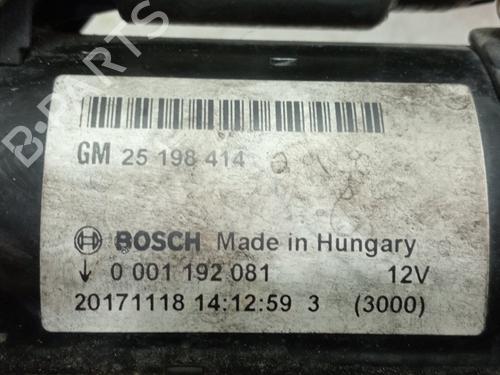 GM 25 198 414
BOSCH Made in Hungary
↓ 0 001 192 081 12V
20171118 14:12:59 3 (3000)
B-PARTS